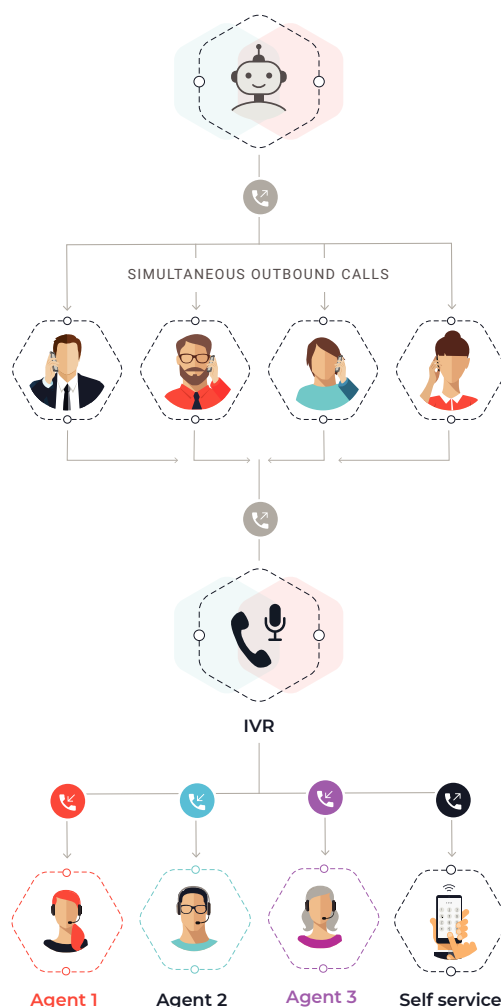 SIMULTANEOUS OUTBOUND CALLS
IVR
Agent 1
Agent 2
Agent 3
Self service